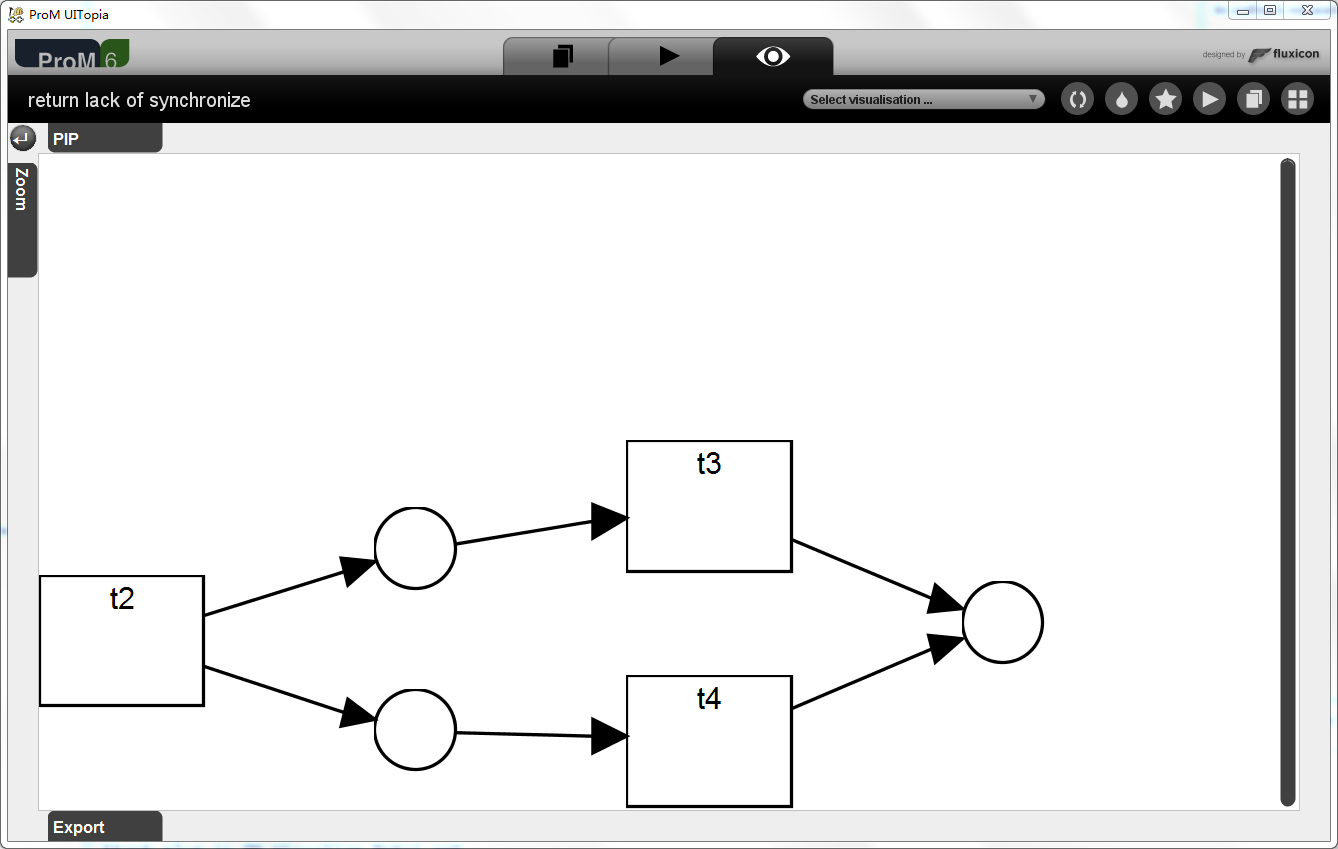 ProM UITopia
ProM 6
designed by fluxicon
return lack of synchronize
Select visualisation ...
PIP
Zoom
t3
t2
t4
Export